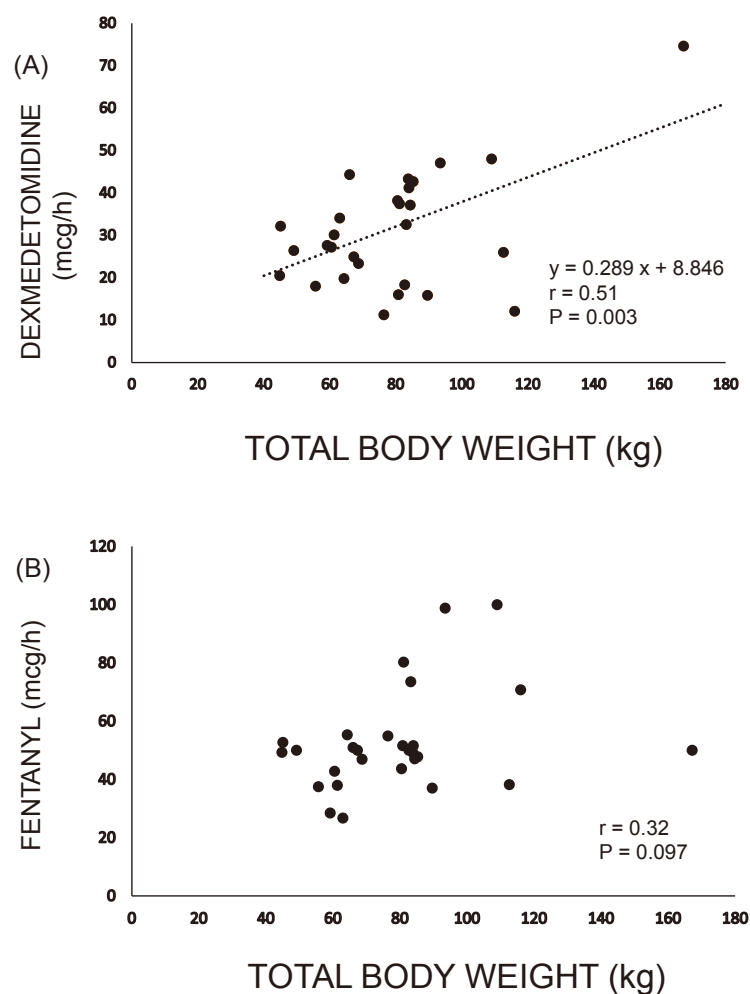 (A)
DEXMEDETOMIDINE
(mcg/h)
80
70
60
50
40
30
20
10
0
y = 0.289 x + 8.846
r = 0.51
P = 0.003
0 20 40 60 80 100 120 140 160 180
TOTAL BODY WEIGHT (kg)
(B)
FENTANYL (mcg/h)
120
100
80
60
40
20
0
r = 0.32
P = 0.097
0 20 40 60 80 100 120 140 160 180
TOTAL BODY WEIGHT (kg)